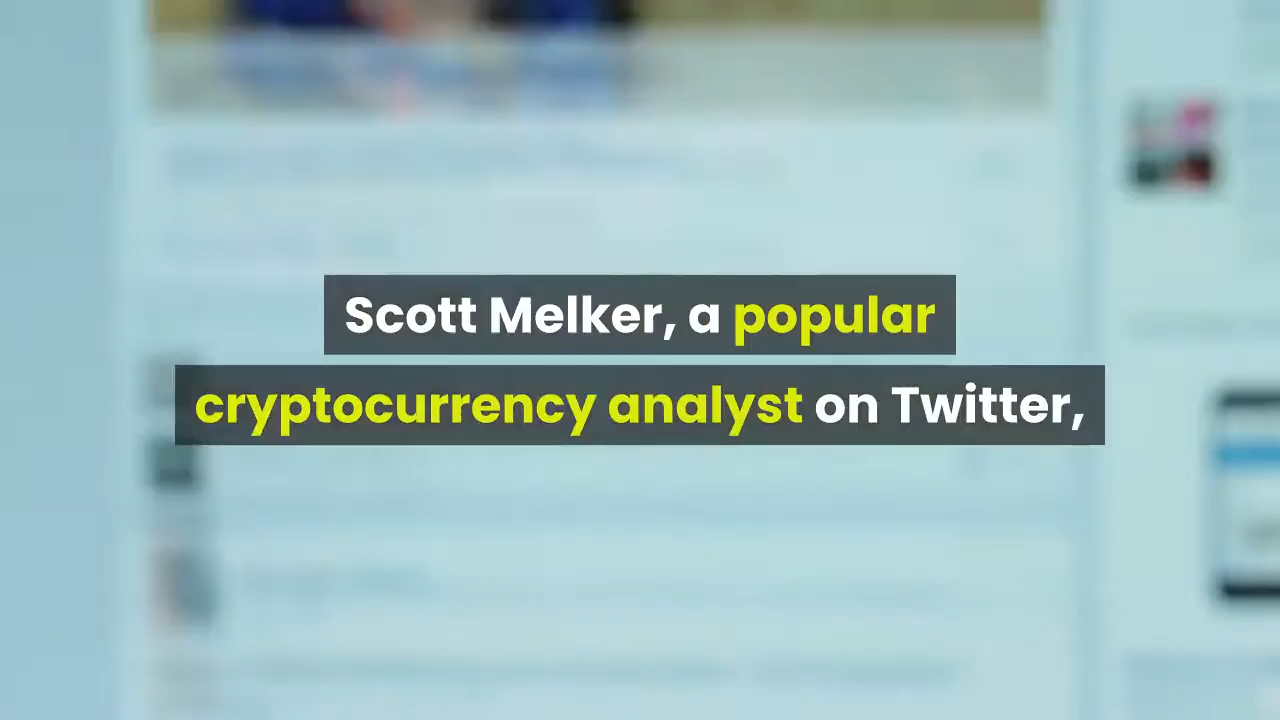 Scott Melker, a popular
cryptocurrency analyst on Twitter,